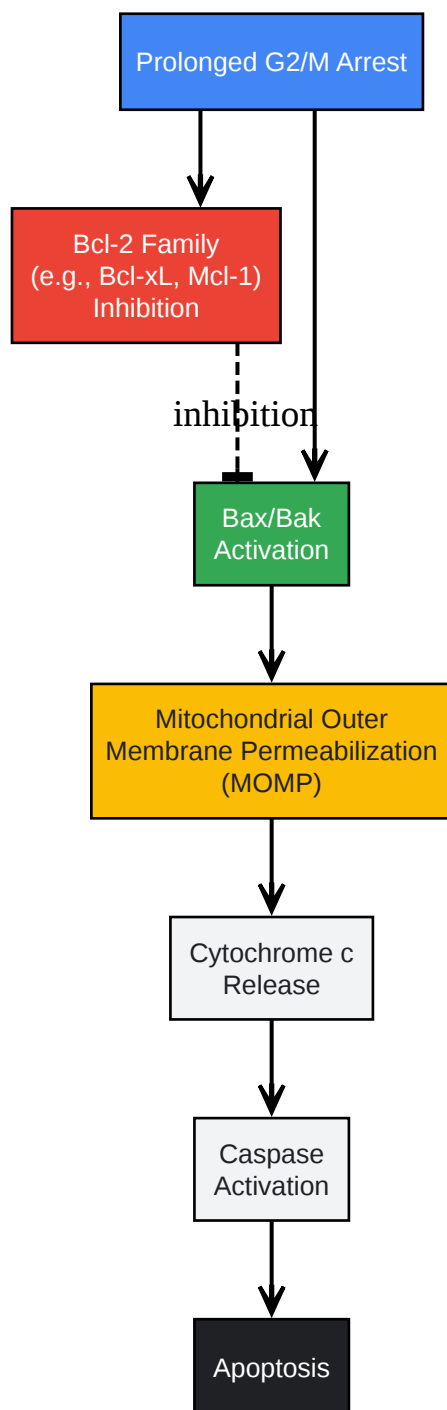 Prolonged G2/M Arrest
Bcl-2 Family
(e.g., Bcl-xL, Mcl-1)
Inhibition
inhibition
Bax/Bak
Activation
Mitochondrial Outer
Membrane Permeabilization
(MOMP)
Cytochrome c
Release
Caspase
Activation
Apoptosis